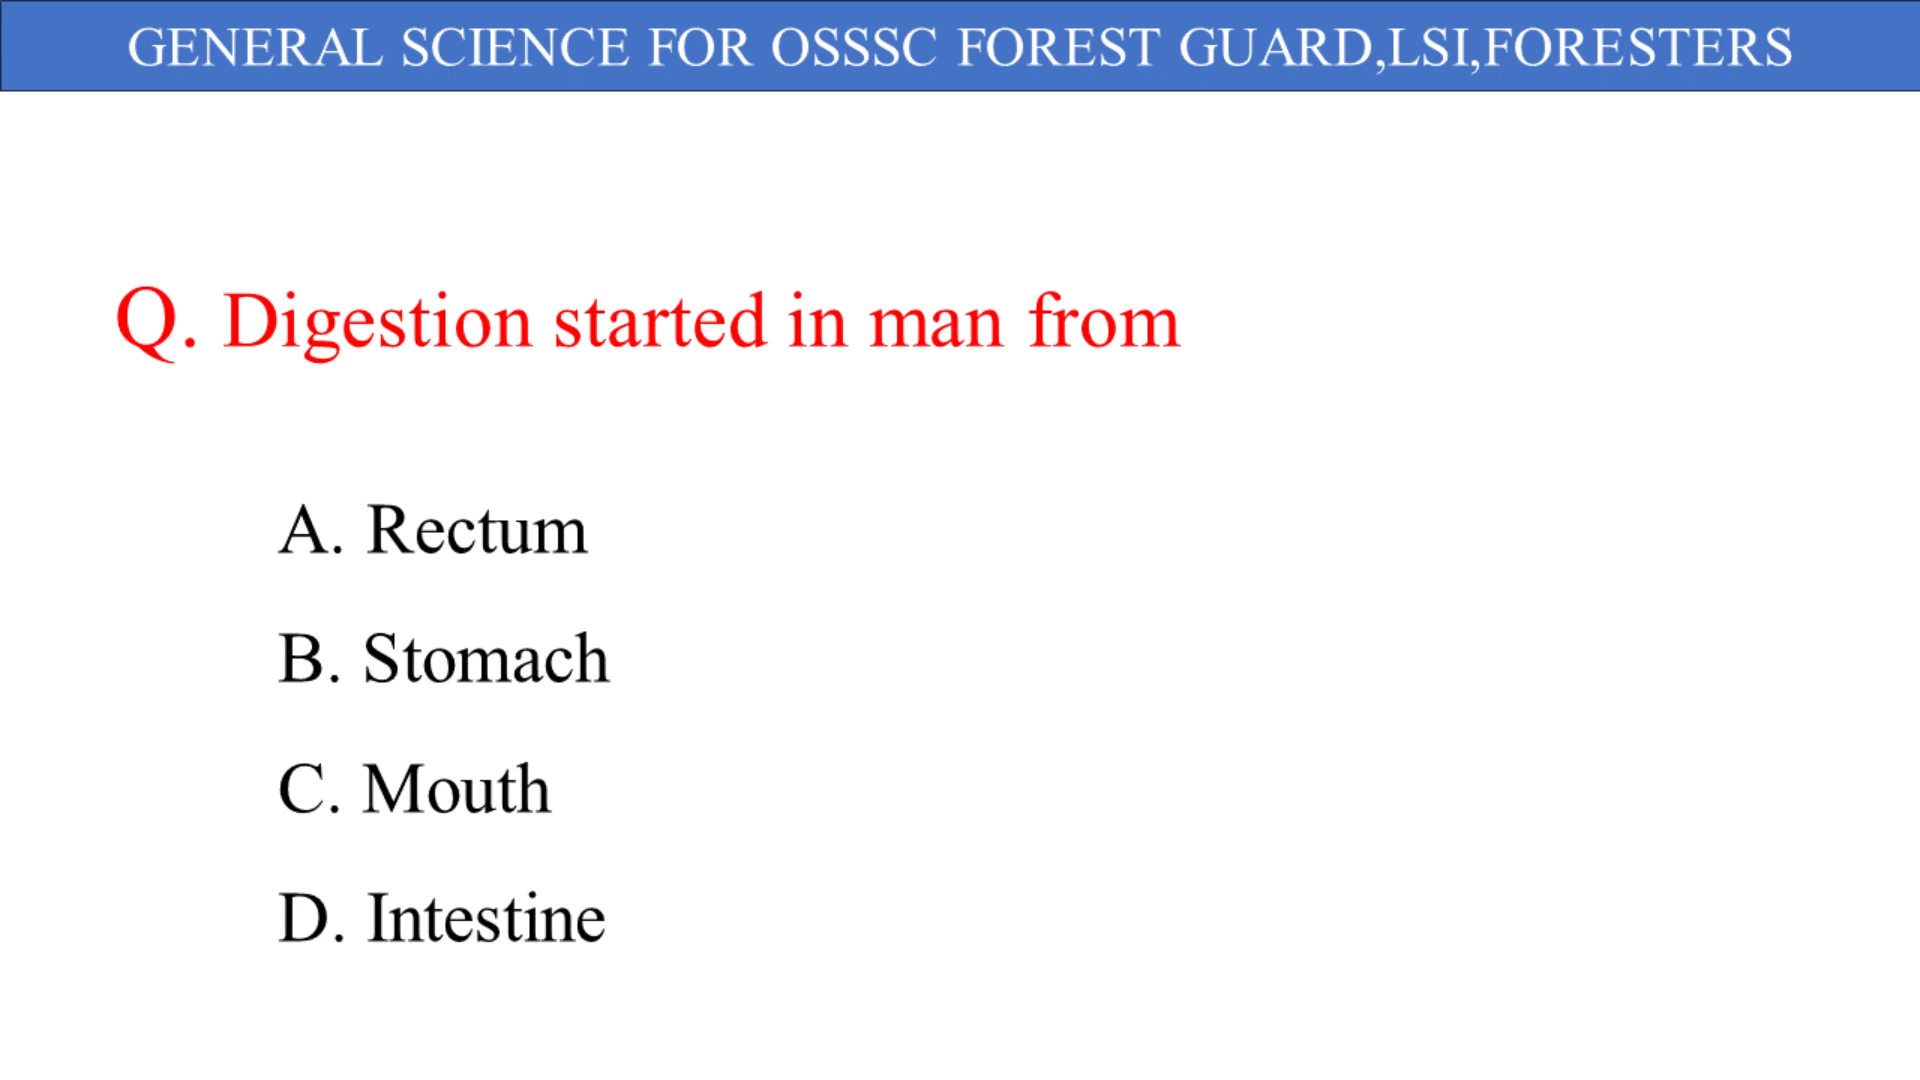 GENERAL SCIENCE FOR OSSSC FOREST GUARD,LSI,FORESTERS
Q. Digestion started in man from
A. Rectum
B. Stomach
C. Mouth
D. Intestine